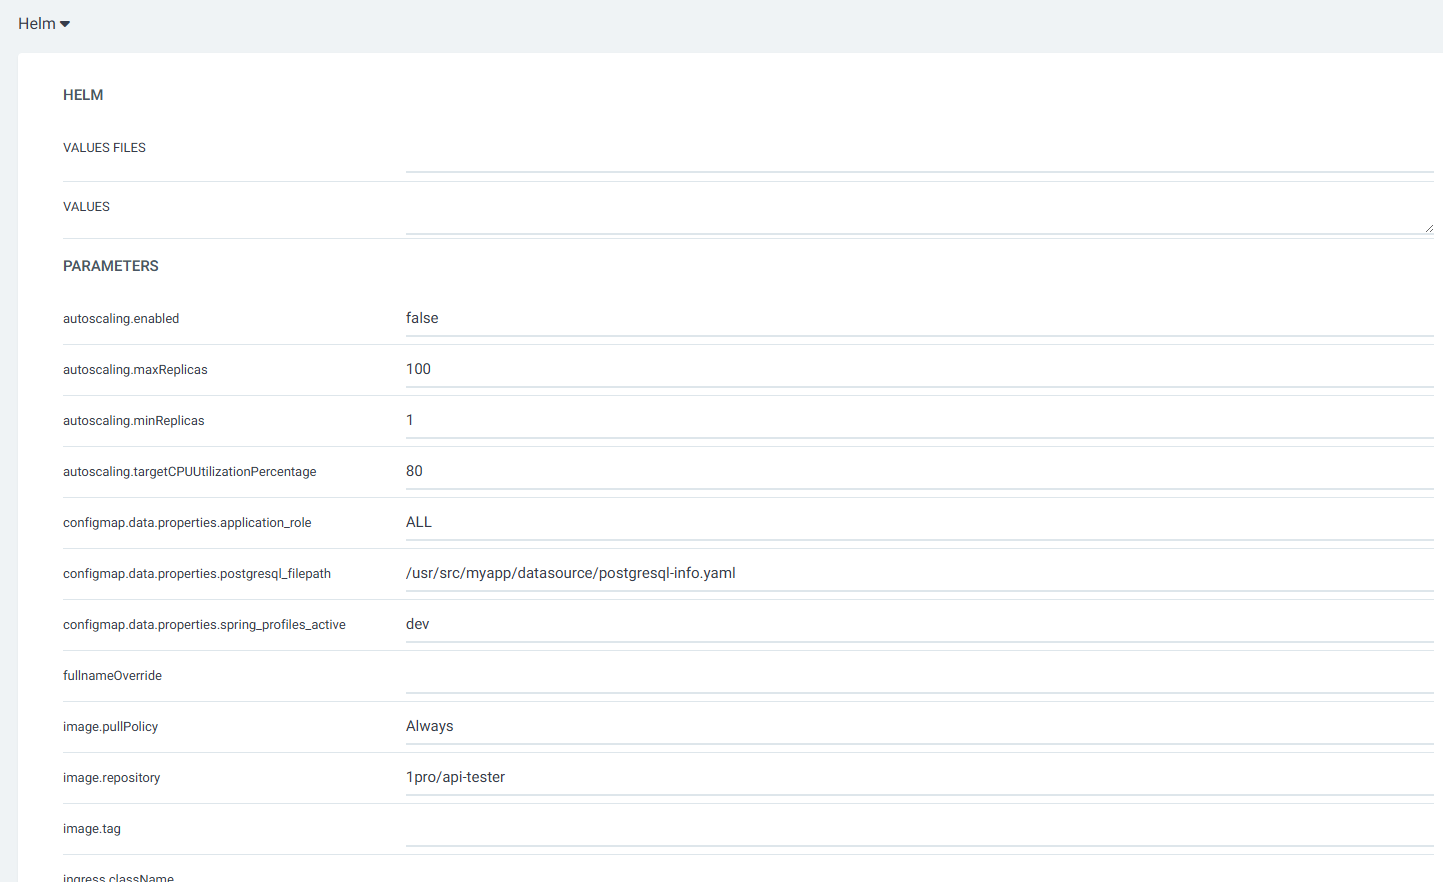 Helm
HELM
VALUES FILES
VALUES
PARAMETERS
autoscaling.enabled false
autoscaling.maxReplicas 100
autoscaling.minReplicas 1
autoscaling.targetCPUUtilizationPercentage 80
configmap.data.properties.application_role ALL
configmap.data.properties.postgresql_filepath /usr/src/myapp/datasource/postgresql-info.yaml
configmap.data.properties.spring_profiles_active dev
fullnameOverride
image.pullPolicy Always
image.repository 1pro/api-tester
image.tag
ingress.className